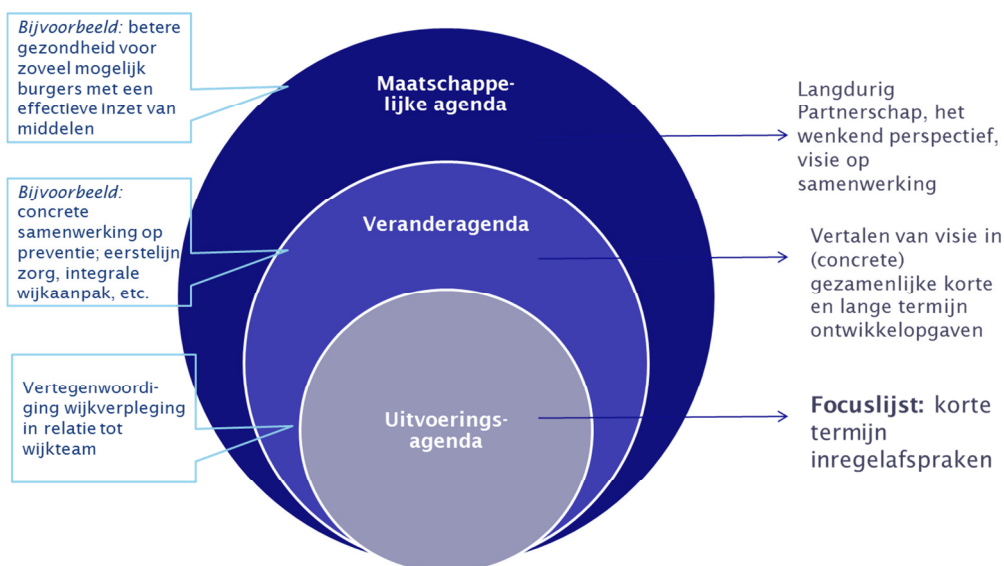 Bijvoorbeeld: betere
gezondheid voor
zoveel mogelijk
burgers met een
effectieve inzet van
middelen
Maatschappe-
lijke agenda
Langdurig
Partnerschap, het
wenkend perspectief,
visie op
samenwerking
Bijvoorbeeld:
concrete
samenwerking op
preventie; eerstelijn
zorg, integrale
wijkaanpak, etc.
Veranderagenda
Vertalen van visie in
(concrete)
gezamenlijke korte
en lange termijn
ontwikkelopgaven
Vertegenwoordi-
ging wijkverpleging
in relatie tot
wijkteam
Uitvoerings-
agenda
Focuslijst: korte
termijn
inregelafspraken